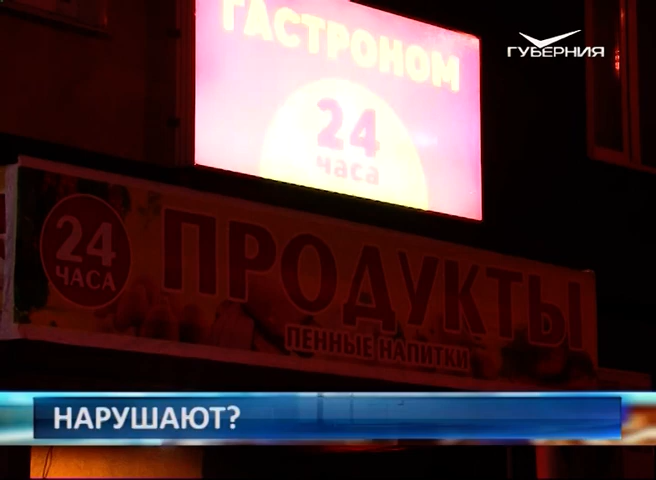 ГУБЕРНИЯ
ГАСТРОНОМ
24
часа
24
ЧАСА
ПРОДУКТЫ
ПЕННЫЕ НАПИТКИ
НАРУШАЮТ?